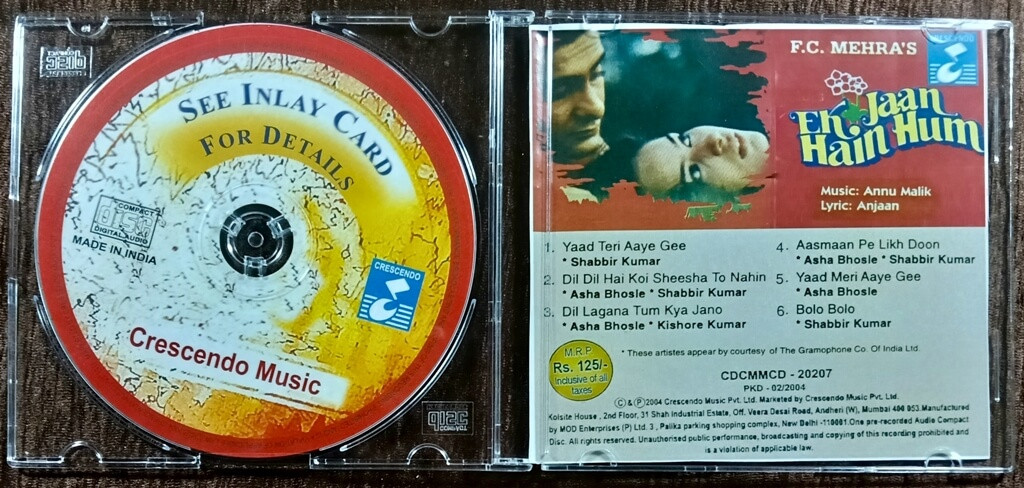 SEE INLAY CARD
FOR DETAILS
COMPACT
DISC
DIGITAL AUDIO
MADE IN INDIA
CRESCENDO
Crescendo Music
COMPACT
DISC
COMPACT
DISC
F.C. MEHRA'S
CRESCENDO
Ek Jaan
Hain Hum
Music: Annu Malik
Lyric: Anjaan
1. Yaad Teri Aaye Gee
* Shabbir Kumar
2. Dil Dil Hai Koi Sheesha To Nahin
* Asha Bhosle * Shabbir Kumar
3. Dil Lagana Tum Kya Jano
* Asha Bhosle * Kishore Kumar
4. Aasmaan Pe Likh Doon
* Asha Bhosle * Shabbir Kumar
5. Yaad Meri Aaye Gee
* Asha Bhosle
6. Bolo Bolo
* Shabbir Kumar
M.R.P
Rs. 125/-
Inclusive of all
taxes
* These artistes appear by courtesy of The Gramophone Co. Of India Ltd.
CDCMMCD - 20207
PKD - 02/2004
© & ℗ 2004 Crescendo Music Pvt. Ltd. Marketed by Crescendo Music Pvt. Ltd.
Kolsite House , 2nd Floor, 31 Shah Industrial Estate, Off. Veera Desai Road, Andheri (W), Mumbai 400 053.Manufactured
by MOD Enterprises (P) Ltd. 3 , Palika parking shopping complex, New Delhi -110001.One pre-recorded Audio Compact
Disc. All rights reserved. Unauthorised public performance, broadcasting and copying of this recording prohibited and
is a violation of applicable law.